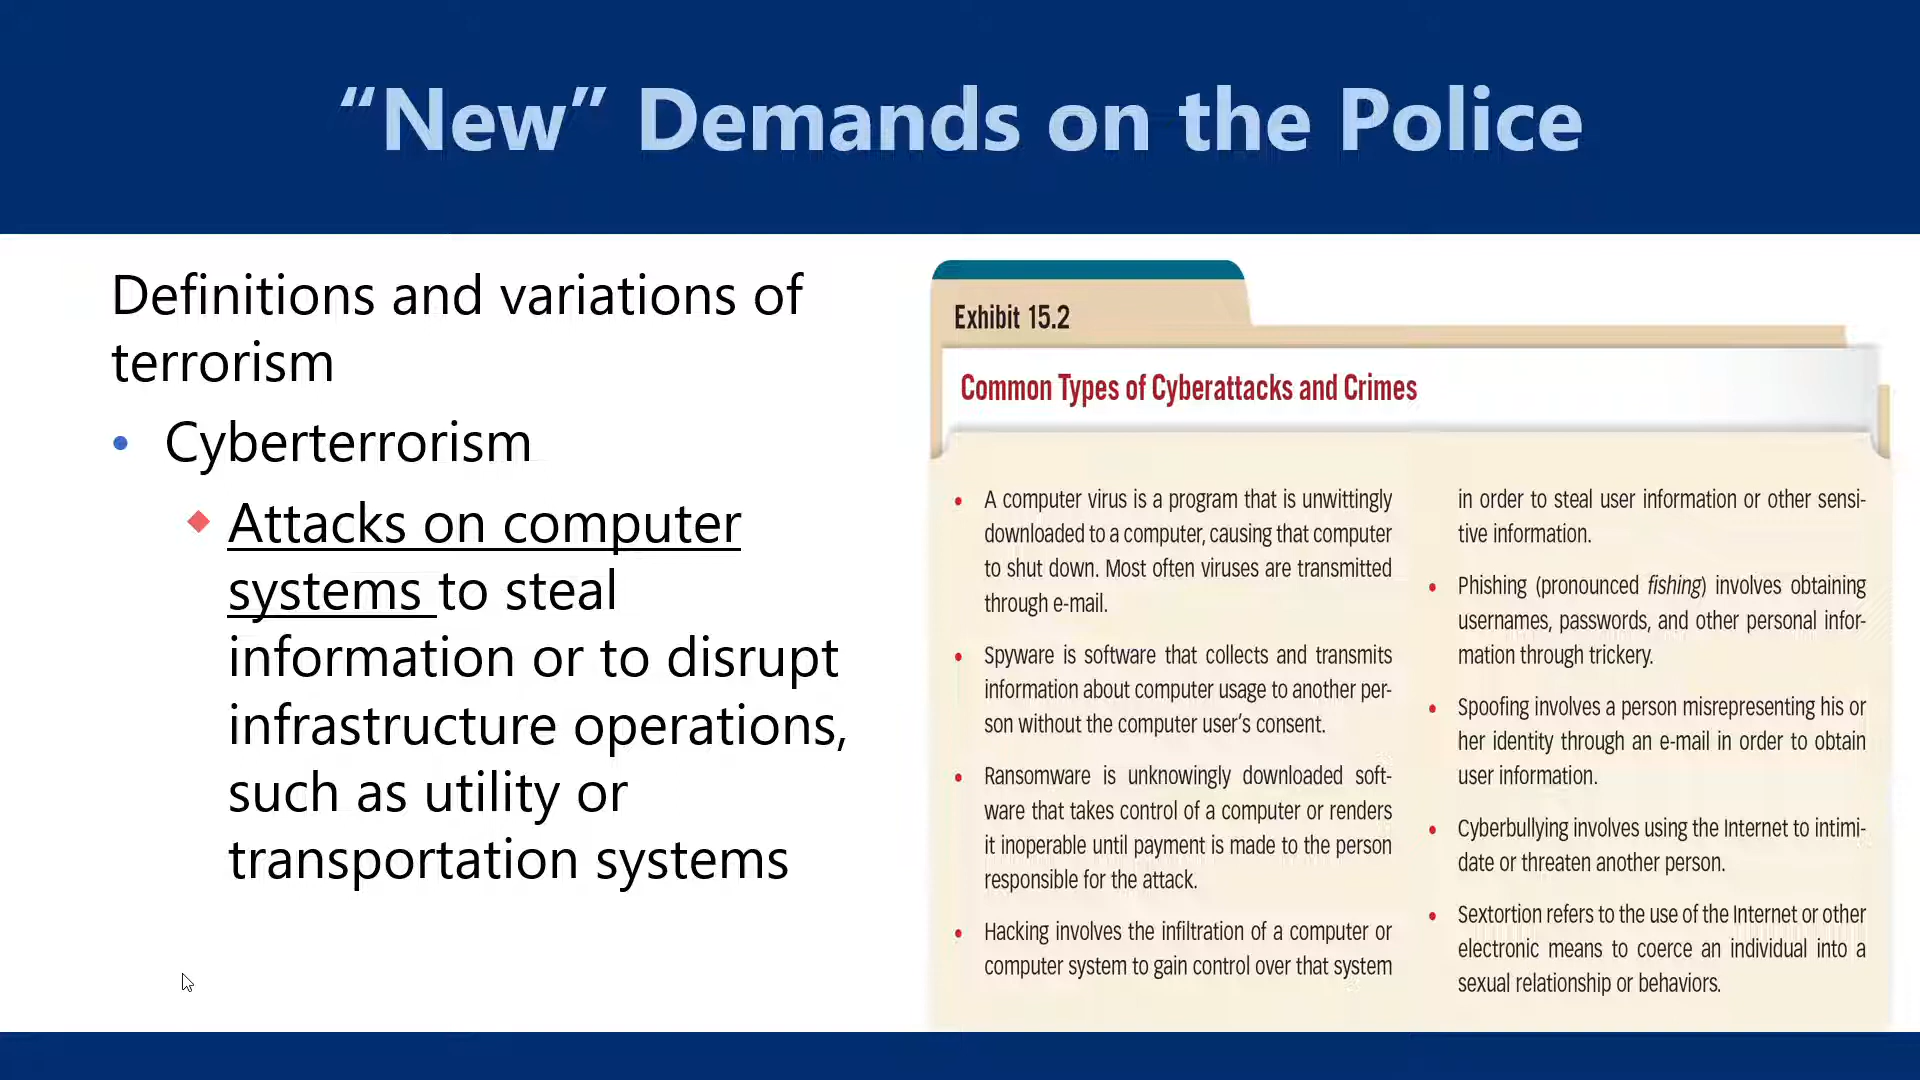 “New” Demands on the Police
Definitions and variations of
terrorism
• Cyberterrorism
◆ Attacks on computer
systems to steal
information or to disrupt
infrastructure operations,
such as utility or
transportation systems
Exhibit 15.2
Common Types of Cyberattacks and Crimes
• A computer virus is a program that is unwittingly
downloaded to a computer, causing that computer
to shut down. Most often viruses are transmitted
through e-mail.
• Spyware is software that collects and transmits
information about computer usage to another per-
son without the computer user’s consent.
• Ransomware is unknowingly downloaded soft-
ware that takes control of a computer or renders
it inoperable until payment is made to the person
responsible for the attack.
• Hacking involves the infiltration of a computer or
computer system to gain control over that system
in order to steal user information or other sensi-
tive information.
• Phishing (pronounced fishing) involves obtaining
usernames, passwords, and other personal infor-
mation through trickery.
• Spoofing involves a person misrepresenting his or
her identity through an e-mail in order to obtain
user information.
• Cyberbullying involves using the Internet to intimi-
date or threaten another person.
• Sextortion refers to the use of the Internet or other
electronic means to coerce an individual into a
sexual relationship or behaviors.